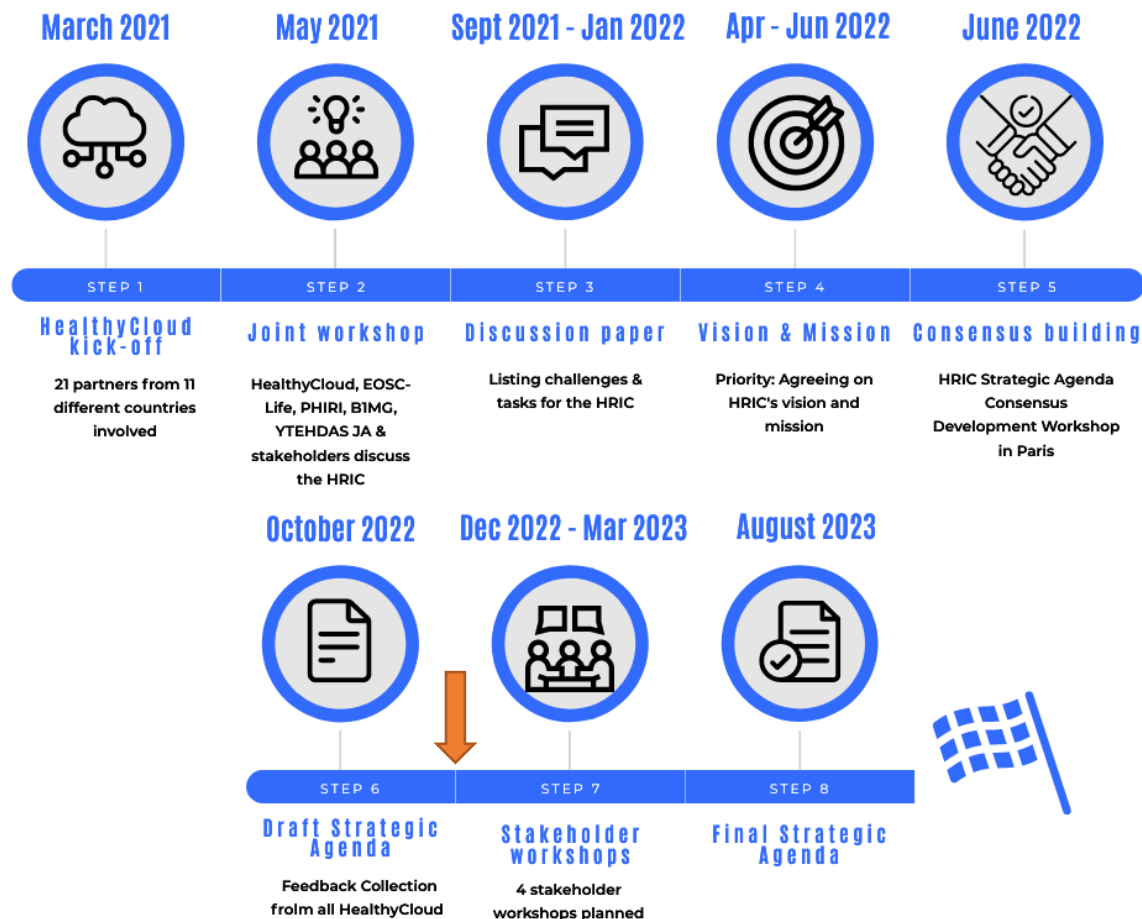 March 2021
May 2021
Sept 2021 - Jan 2022
Apr - Jun 2022
June 2022
STEP 1
STEP 2
STEP 3
STEP 4
STEP 5
HealthyCloud
kick-off
21 partners from 11
different countries
involved
Joint workshop
HealthyCloud, EOSC-
Life, PHIRI, B1MG,
YTEHDAS JA &
stakeholders discuss
the HRIC
Discussion paper
Listing challenges &
tasks for the HRIC
Vision & Mission
Priority: Agreeing on
HRIC's vision and
mission
Consensus building
HRIC Strategic Agenda
Consensus
Development Workshop
in Paris
October 2022
Dec 2022 - Mar 2023
August 2023
STEP 6
STEP 7
STEP 8
Draft Strategic
Agenda
Feedback Collection
frolm all HealthyCloud
Stakeholder
workshops
4 stakeholder
workshops planned
Final Strategic
Agenda